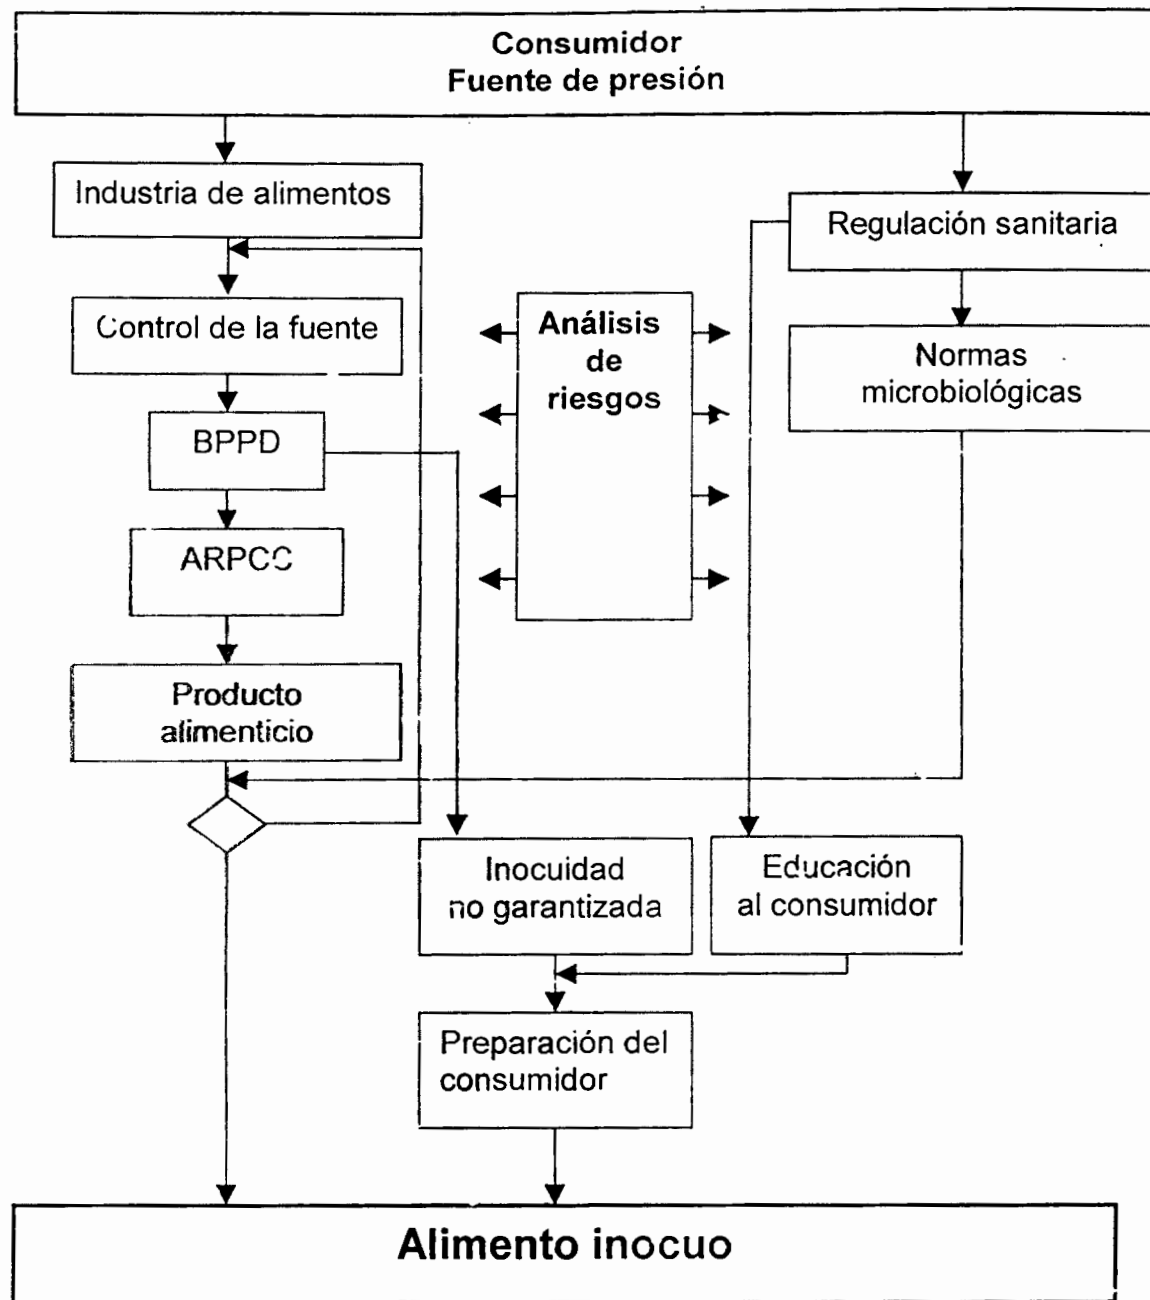 Consumidor
Fuente de presión
Industria de alimentos
Regulación sanitaria
Control de la fuente
Análisis
de
riesgos
Normas
microbiológicas
BPPD
ARPCC
Producto
alimenticio
Inocuidad
no garantizada
Educación
al consumidor
Preparación del
consumidor
Alimento inocuo